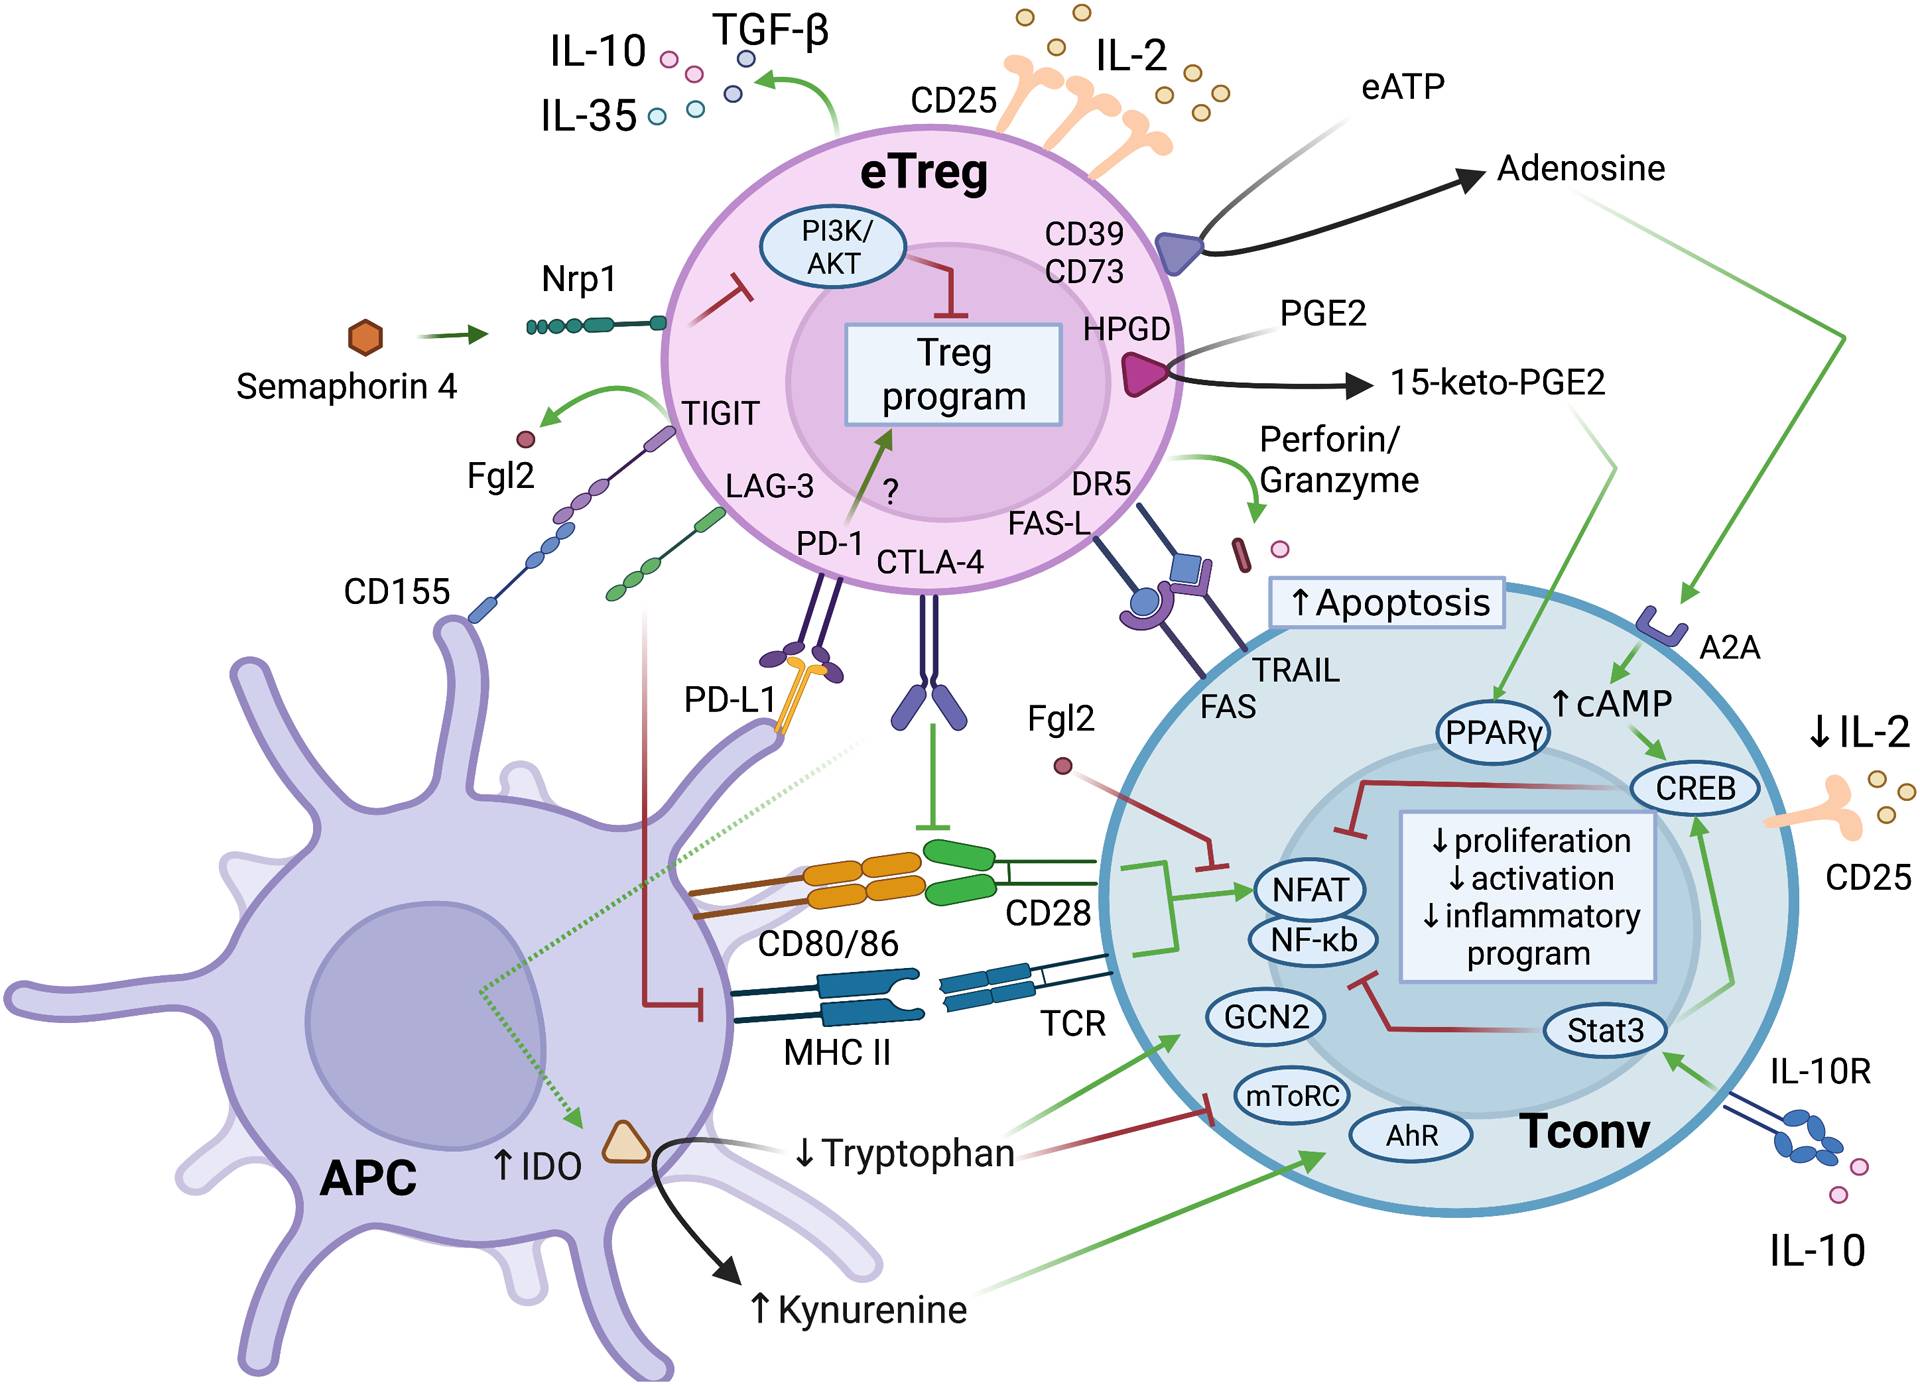 TGF-β
IL-10
IL-35
IL-2
CD25
eATP
Adenosine
eTreg
PI3K/
AKT
CD39
CD73
Nrp1
Semaphorin 4
HPGD
PGE2
15-keto-PGE2
Treg
program
TIGIT
Fgl2
LAG-3
?
PD-1
CTLA-4
DR5
FAS-L
Perforin/
Granzyme
CD155
↑Apoptosis
A2A
TRAIL
FAS
PD-L1
Fgl2
PPARγ
↑cAMP
CREB
↓IL-2
CD25
↓proliferation
↓activation
↓inflammatory
program
NFAT
NF-κb
CD28
CD80/86
TCR
MHC II
GCN2
Stat3
mToRC
AhR
Tconv
IL-10R
IL-10
APC
↑IDO
↓Tryptophan
↑Kynurenine